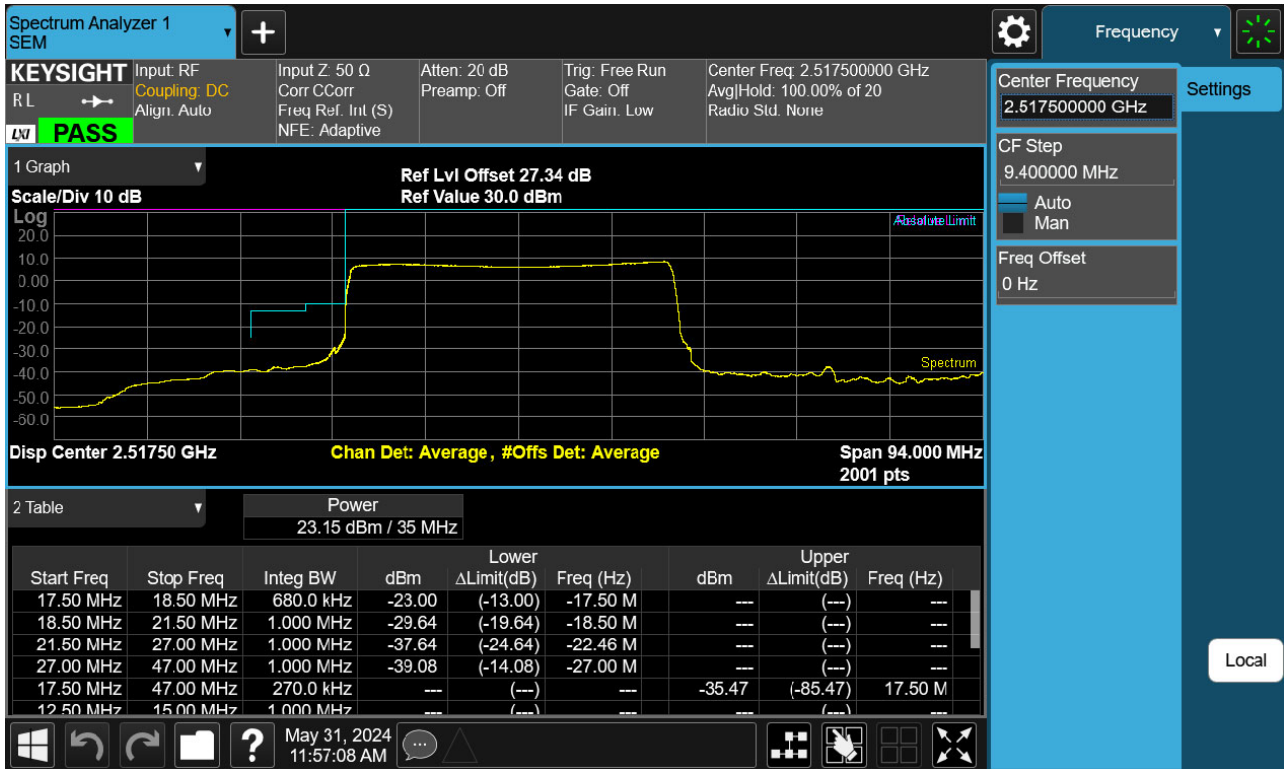 Spectrum Analyzer 1
SEM
Frequency
KEYSIGHT
R L
LXI PASS
Input: RF
Coupling: DC
Align: Auto
Input Z: 50 Ω
Corr CCorr
Freq Ref: Int (S)
NFE: Adaptive
Atten: 20 dB
Preamp: Off
Trig: Free Run
Gate: Off
IF Gain: Low
Center Freq: 2.517500000 GHz
Avg|Hold: 100.00% of 20
Radio Std: None
Center Frequency
2.517500000 GHz
Settings
CF Step
9.400000 MHz
Auto
Man
Freq Offset
0 Hz
Local
1 Graph
Scale/Div 10 dB
Ref Lvl Offset 27.34 dB
Ref Value 30.0 dBm
Log
20.0
10.0
0.00
-10.0
-20.0
-30.0
-40.0
-50.0
-60.0
Limit
Spectrum
Disp Center 2.51750 GHz
Chan Det: Average , #Offs Det: Average
Span 94.000 MHz
2001 pts
2 Table
Power
23.15 dBm / 35 MHz
Lower Upper
Start Freq Stop Freq Integ BW dBm ΔLimit(dB) Freq (Hz) dBm ΔLimit(dB) Freq (Hz)
17.50 MHz 18.50 MHz 680.0 kHz -23.00 (-13.00) -17.50 M --- (---) ---
18.50 MHz 21.50 MHz 1.000 MHz -29.64 (-19.64) -18.50 M --- (---) ---
21.50 MHz 27.00 MHz 1.000 MHz -37.64 (-24.64) -22.46 M --- (---) ---
27.00 MHz 47.00 MHz 1.000 MHz -39.08 (-14.08) -27.00 M --- (---) ---
17.50 MHz 47.00 MHz 270.0 kHz --- (---) --- -35.47 (-85.47) 17.50 M
12.50 MHz 15.00 MHz 1.000 MHz --- (---) --- --- (---) ---
?
May 31, 2024
11:57:08 AM